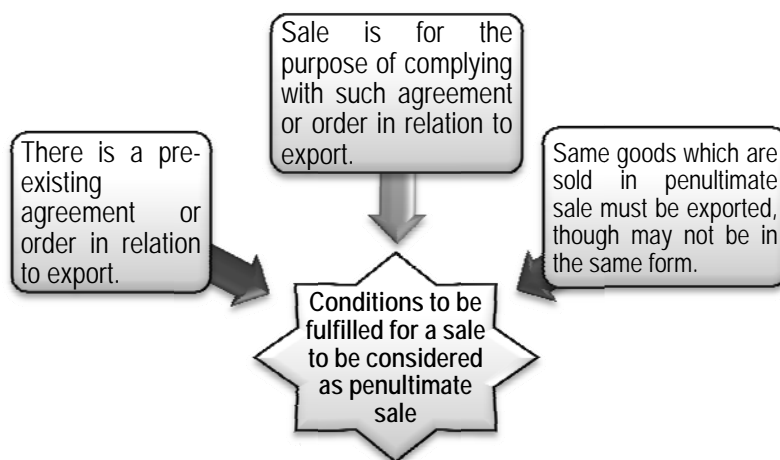 There is a pre-
existing
agreement or
order in relation
to export.
Sale is for the
purpose of complying
with such agreement
or order in relation to
export.
Same goods which are
sold in penultimate
sale must be exported,
though may not be in
the same form.
Conditions to be
fulfilled for a sale
to be considered
as penultimate
sale